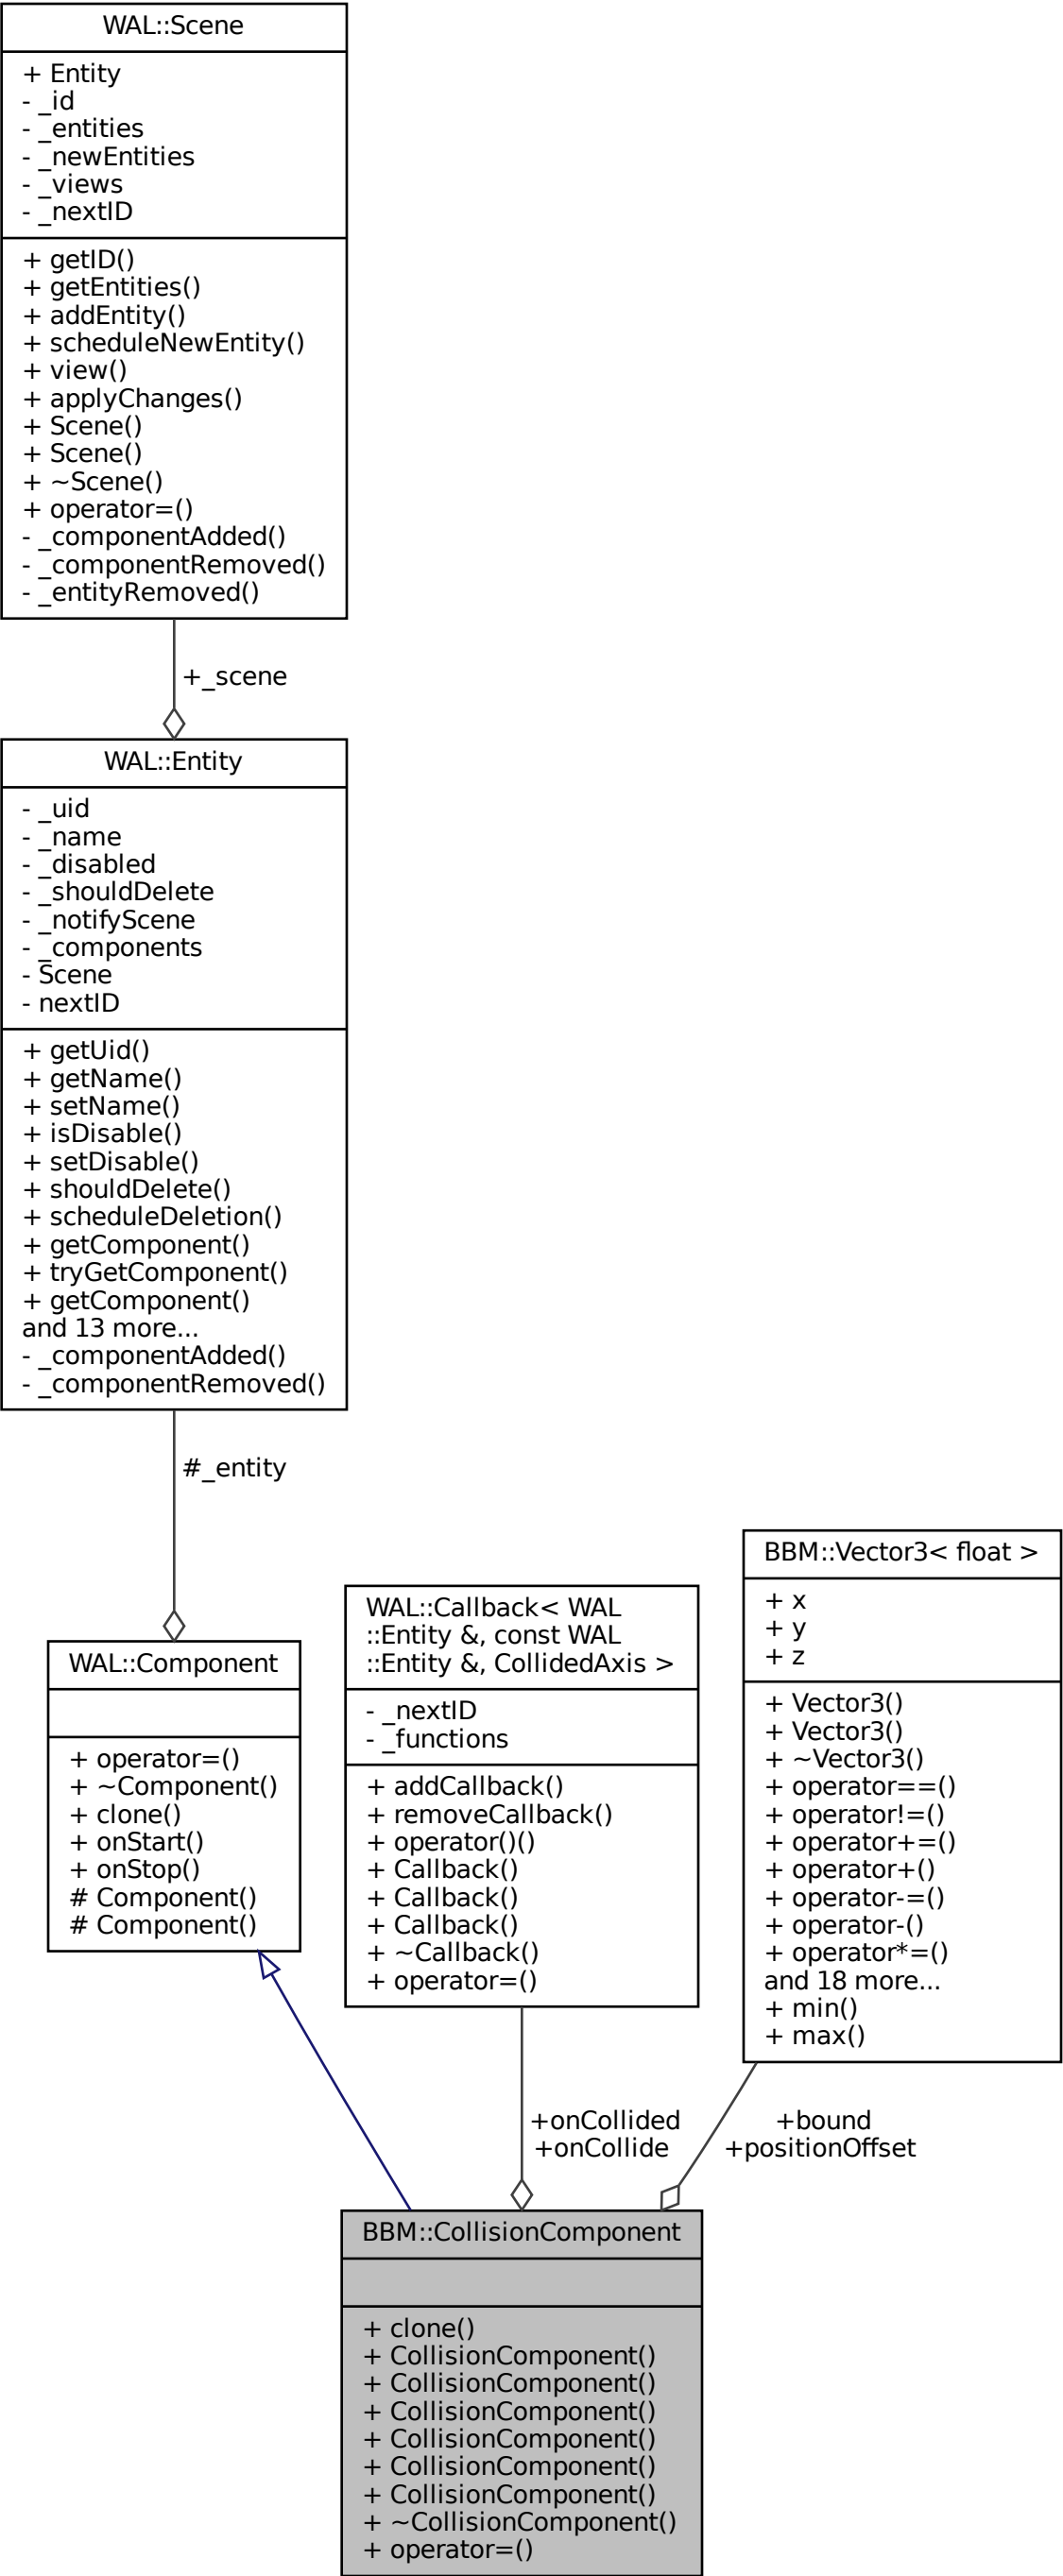 WAL::Scene
+ Entity
- _id
- _entities
- _newEntities
- _views
- _nextID
+ getID()
+ getEntities()
+ addEntity()
+ scheduleNewEntity()
+ view()
+ applyChanges()
+ Scene()
+ Scene()
+ ~Scene()
+ operator=()
- _componentAdded()
- _componentRemoved()
- _entityRemoved()
+_scene
WAL::Entity
- _uid
- _name
- _disabled
- _shouldDelete
- _notifyScene
- _components
- Scene
- nextID
+ getUid()
+ getName()
+ setName()
+ isDisable()
+ setDisable()
+ shouldDelete()
+ scheduleDeletion()
+ getComponent()
+ tryGetComponent()
+ getComponent()
and 13 more...
- _componentAdded()
- _componentRemoved()
#_entity
WAL::Component
+ operator=()
+ ~Component()
+ clone()
+ onStart()
+ onStop()
# Component()
# Component()
WAL::Callback< WAL
::Entity &, const WAL
::Entity &, CollidedAxis >
- _nextID
- _functions
+ addCallback()
+ removeCallback()
+ operator()()
+ Callback()
+ Callback()
+ Callback()
+ ~Callback()
+ operator=()
BBM::Vector3< float >
+ x
+ y
+ z
+ Vector3()
+ Vector3()
+ ~Vector3()
+ operator==()
+ operator!=()
+ operator+=()
+ operator+()
+ operator-=()
+ operator-()
+ operator*=()
and 18 more...
+ min()
+ max()
+onCollided
+onCollide
+bound
+positionOffset
BBM::CollisionComponent
+ clone()
+ CollisionComponent()
+ CollisionComponent()
+ CollisionComponent()
+ CollisionComponent()
+ CollisionComponent()
+ CollisionComponent()
+ ~CollisionComponent()
+ operator=()